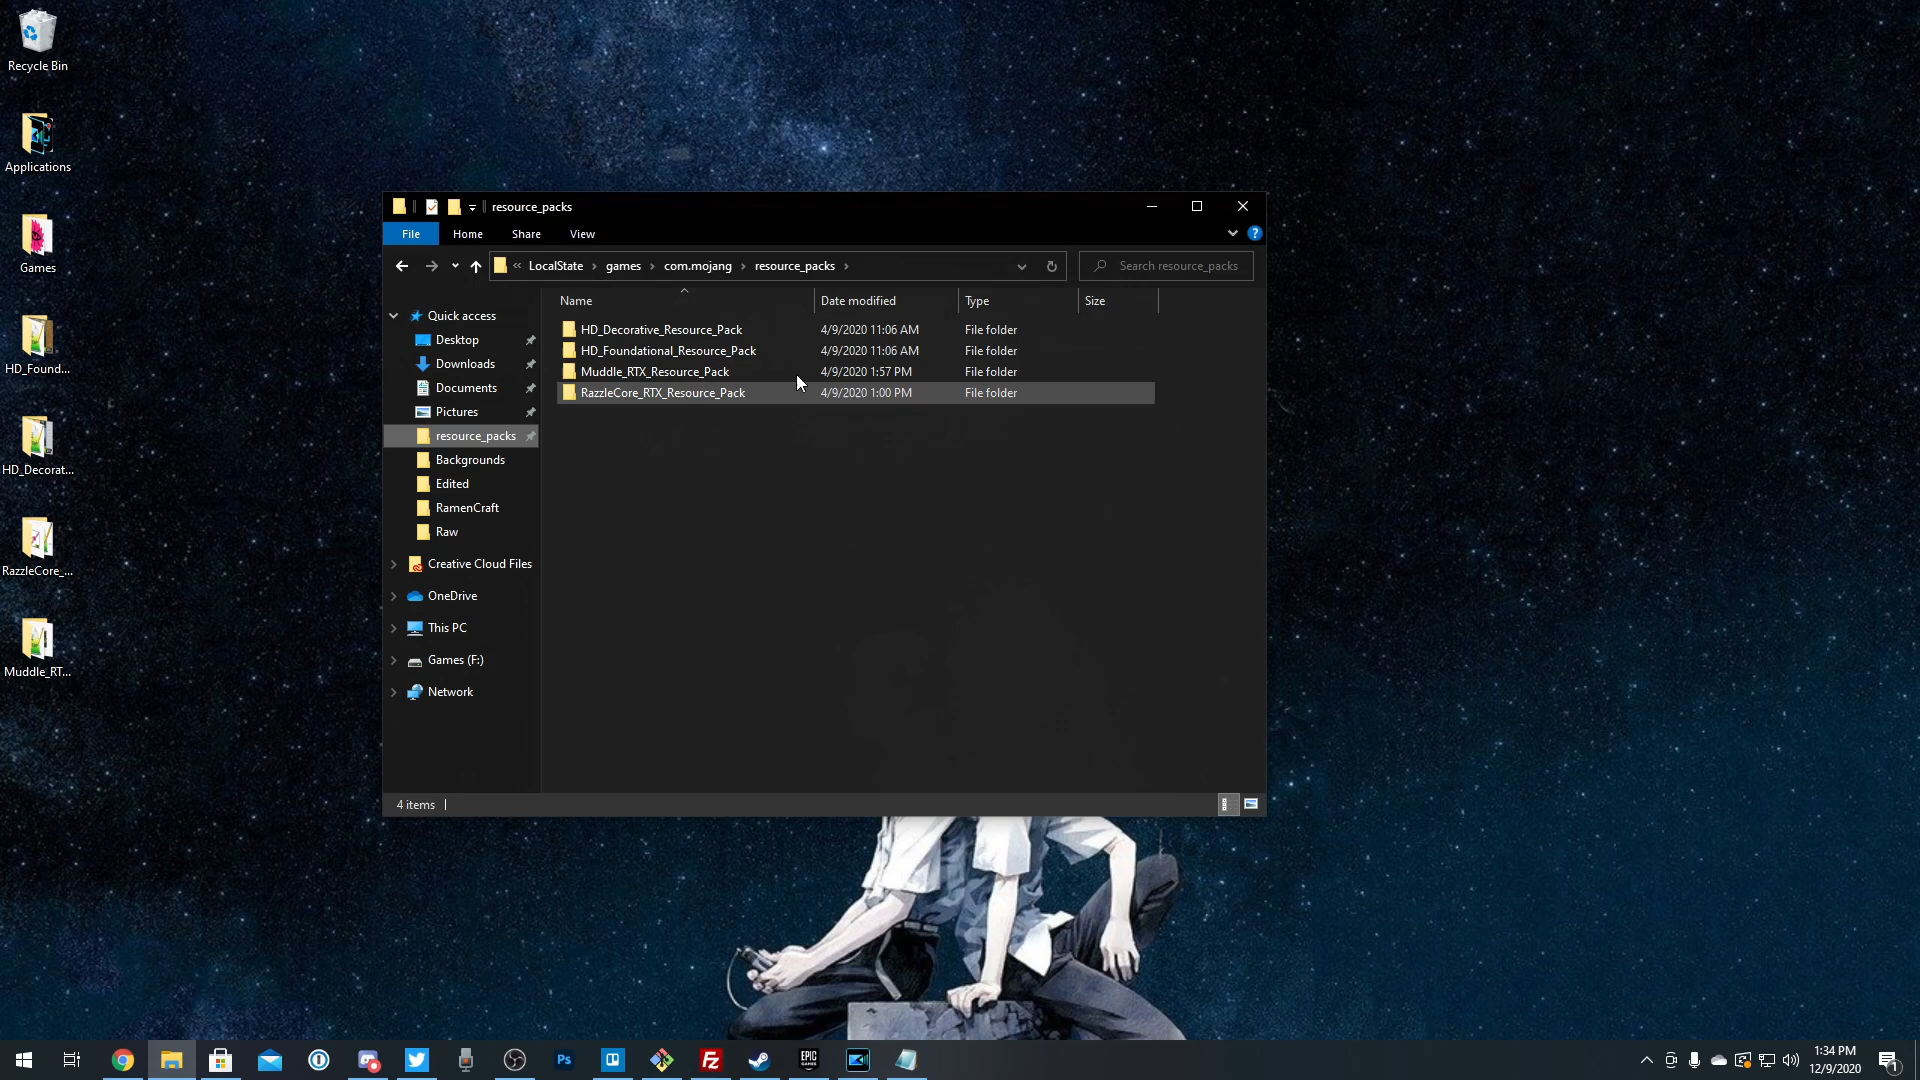 Recycle Bin
Applications
Games
HD_Found...
HD_Decorat...
RazzleCore_...
Muddle_RT...
resource_packs
File Home Share View
« LocalState › games › com.mojang › resource_packs ›
Search resource_packs
Name Date modified Type Size
HD_Decorative_Resource_Pack 4/9/2020 11:06 AM File folder
HD_Foundational_Resource_Pack 4/9/2020 11:06 AM File folder
Muddle_RTX_Resource_Pack 4/9/2020 1:57 PM File folder
RazzleCore_RTX_Resource_Pack 4/9/2020 1:00 PM File folder
Quick access
Desktop
Downloads
Documents
Pictures
resource_packs
Backgrounds
Edited
RamenCraft
Raw
Creative Cloud Files
OneDrive
This PC
Games (F:)
Network
4 items
Ps
EPIC
GAMES
1:34 PM
12/9/2020
1